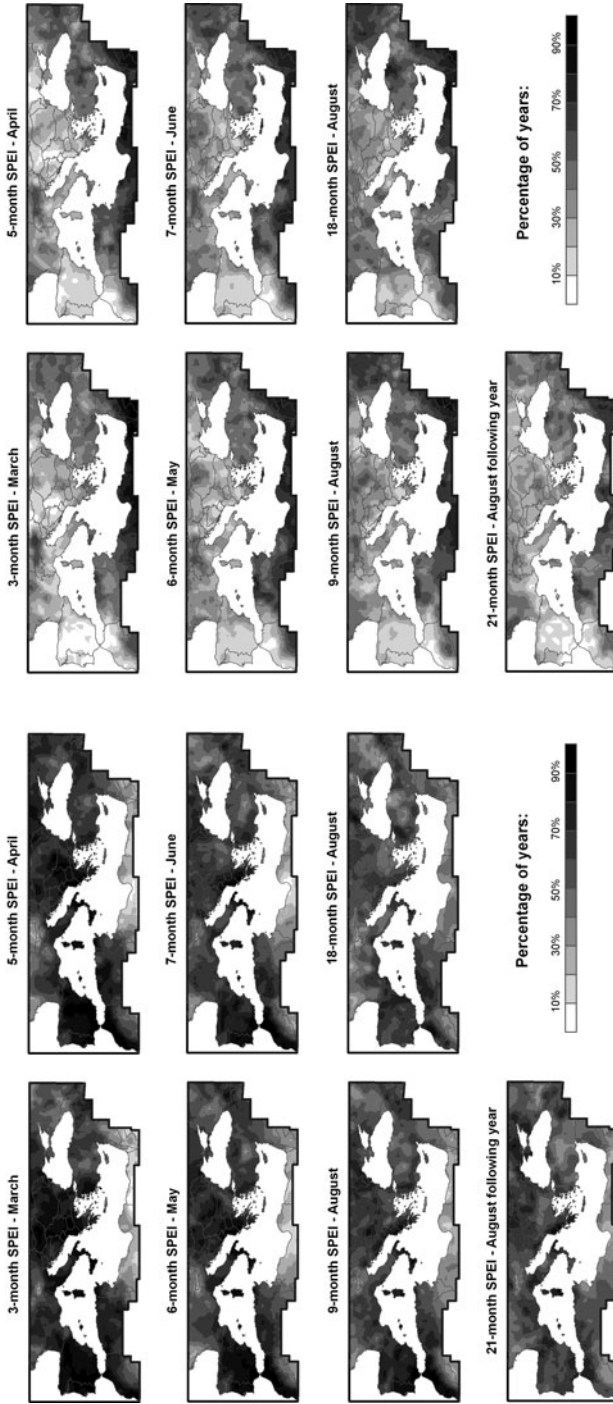 3-month SPEI - March
5-month SPEI - April
6-month SPEI - May
7-month SPEI - June
9-month SPEI - August
18-month SPEI - August
21-month SPEI - August following year
Percentage of years:
10% 30% 50% 70% 90%
3-month SPEI - March
5-month SPEI - April
6-month SPEI - May
7-month SPEI - June
9-month SPEI - August
18-month SPEI - August
21-month SPEI - August following year
Percentage of years:
10% 30% 50% 70% 90%